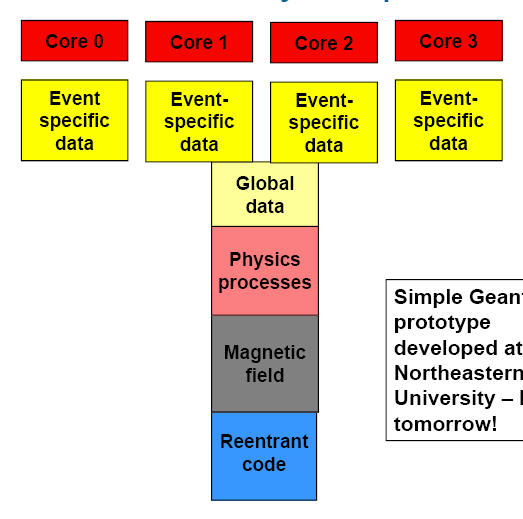 Core 0 Core 1 Core 2 Core 3
Event Event- Event- Event-
specific specific specific specific
data data data data
Global
data
Physics
processes
Magnetic
field
Reentrant
code
Simple
prototype
developed at
Northeastern
University –
tomorrow!